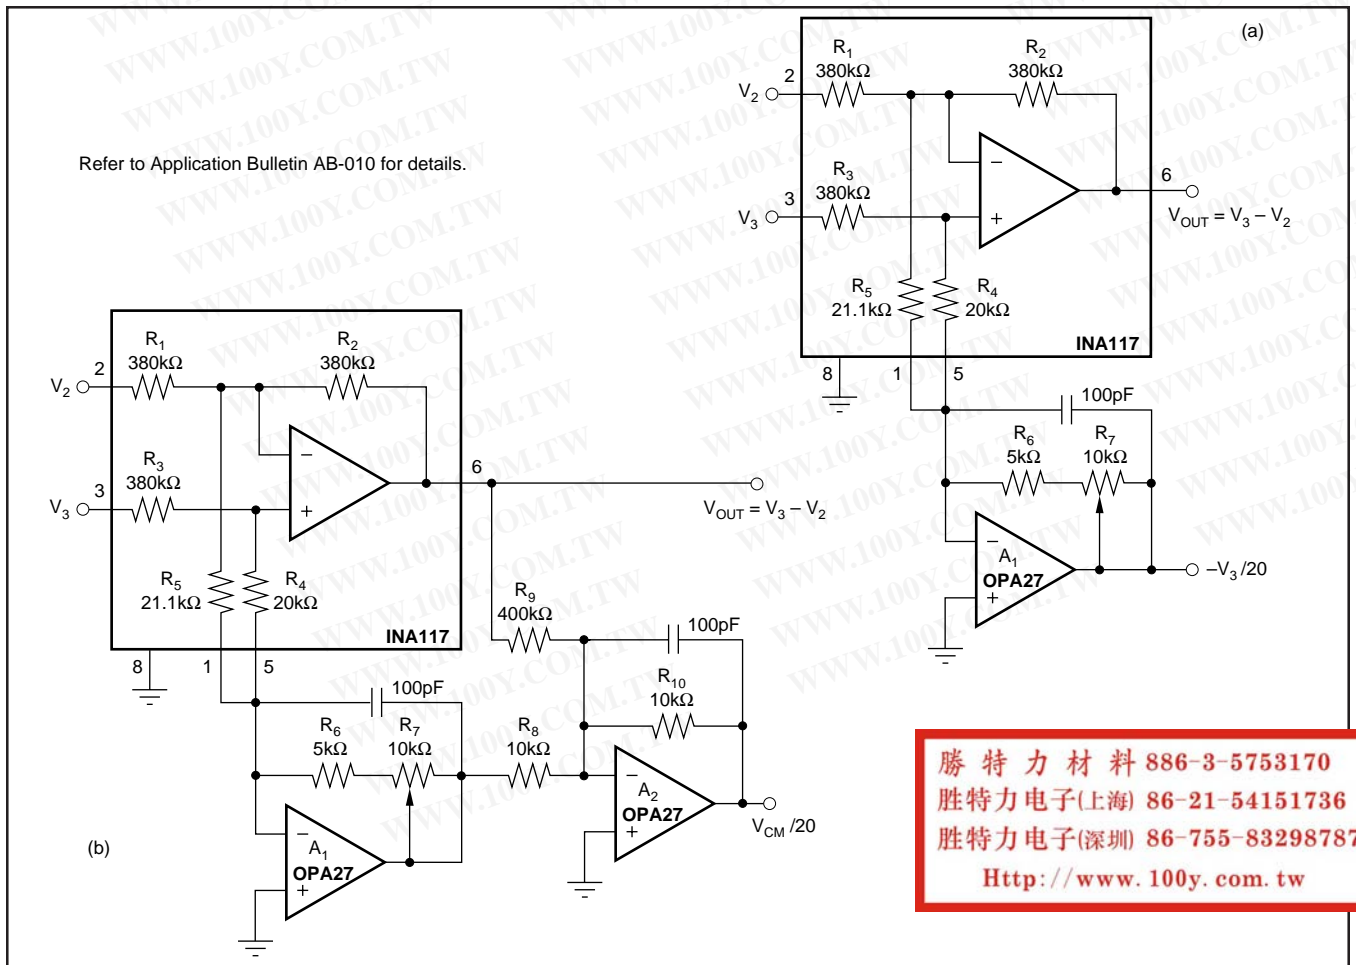 (a)
R1
380kΩ
R2
380kΩ
2
V2
R3
380kΩ
3
V3
−
+
6
VOUT = V3 – V2
R5
21.1kΩ
R4
20kΩ
INA117
8
1
5
100pF
R6
5kΩ
R7
10kΩ
−
A1
OPA27
+
–V3 /20
Refer to Application Bulletin AB-010 for details.
R1
380kΩ
R2
380kΩ
2
V2
R3
380kΩ
3
V3
−
+
6
VOUT = V3 – V2
R5
21.1kΩ
R4
20kΩ
INA117
8
1
5
100pF
R6
5kΩ
R7
10kΩ
−
A1
OPA27
+
R9
400kΩ
100pF
R10
10kΩ
R8
10kΩ
−
A2
OPA27
+
VCM /20
(b)
勝特力材料 886-3-5753170
胜特力电子(上海) 86-21-54151736
胜特力电子(深圳) 86-755-83298787
Http://www.100y.com.tw
WWW.100Y.COM.TW